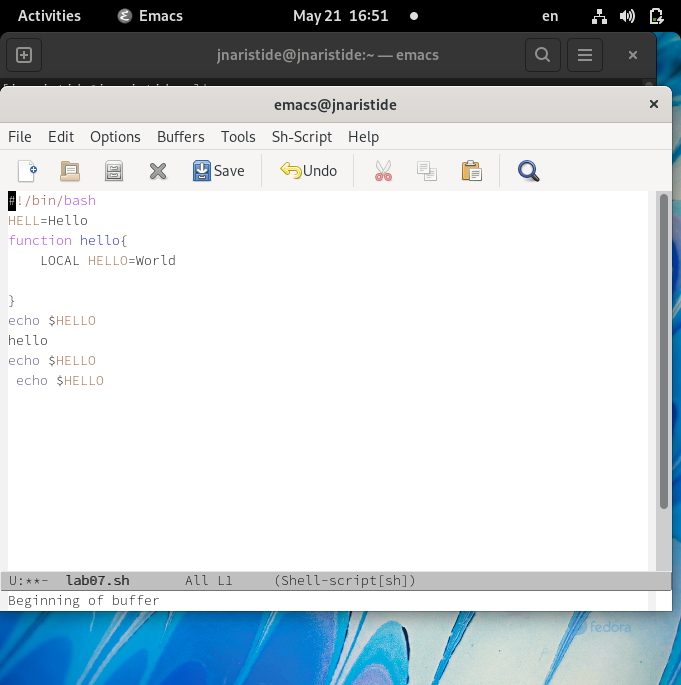 Activities Emacs May 21 16:51 en
jnaristide@jnaristide:~ — emacs
emacs@jnaristide
File Edit Options Buffers Tools Sh-Script Help
Save Undo
#!/bin/bash
HELL=Hello
function hello{
    LOCAL HELLO=World
}
echo $HELLO
hello
echo $HELLO
 echo $HELLO
U:**- lab07.sh All L1 (Shell-script[sh])
Beginning of buffer
fedora